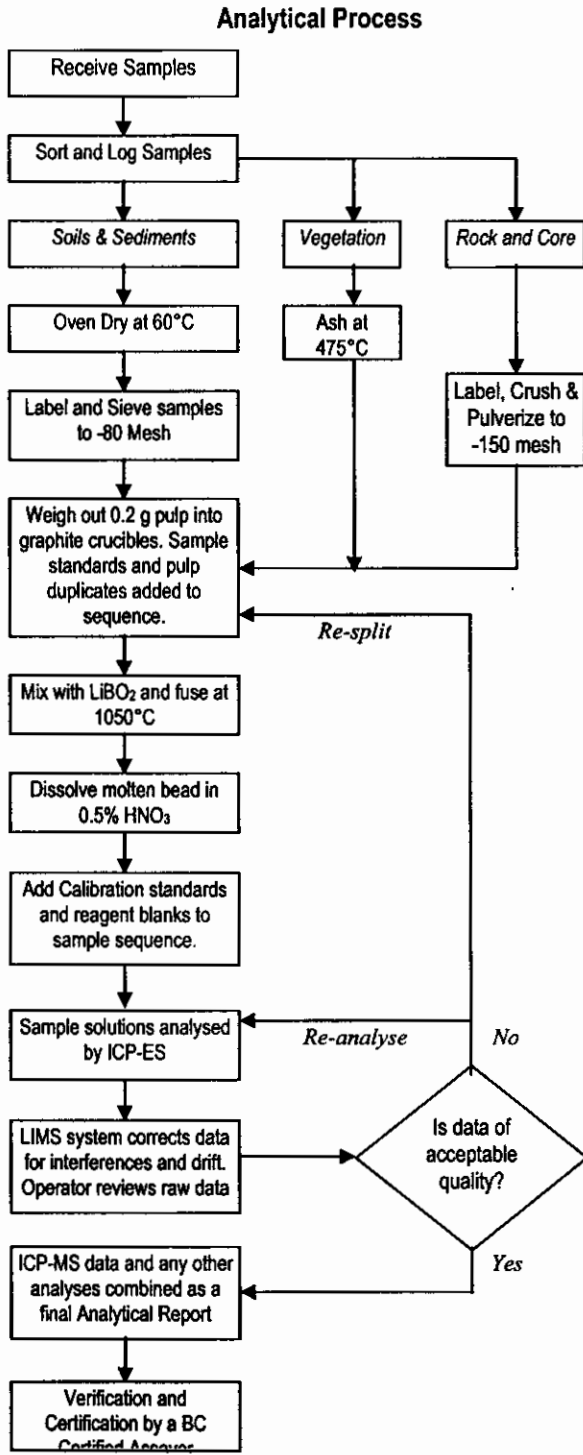 Analytical Process
Receive Samples
Sort and Log Samples
Soils & Sediments
Vegetation
Rock and Core
Oven Dry at 60°C
Ash at
475°C
Label and Sieve samples
to -80 Mesh
Label, Crush &
Pulverize to
-150 mesh
Weigh out 0.2 g pulp into
graphite crucibles. Sample
standards and pulp
duplicates added to
sequence.
Re-split
Mix with LiBO₂ and fuse at
1050°C
Dissolve molten bead in
0.5% HNO₃
Add Calibration standards
and reagent blanks to
sample sequence.
Sample solutions analysed
by ICP-ES
Re-analyse
No
LIMS system corrects data
for interferences and drift.
Operator reviews raw data
Is data of
acceptable
quality?
Yes
ICP-MS data and any other
analyses combined as a
final Analytical Report
Verification and
Certification by a BC
Certified Assayer